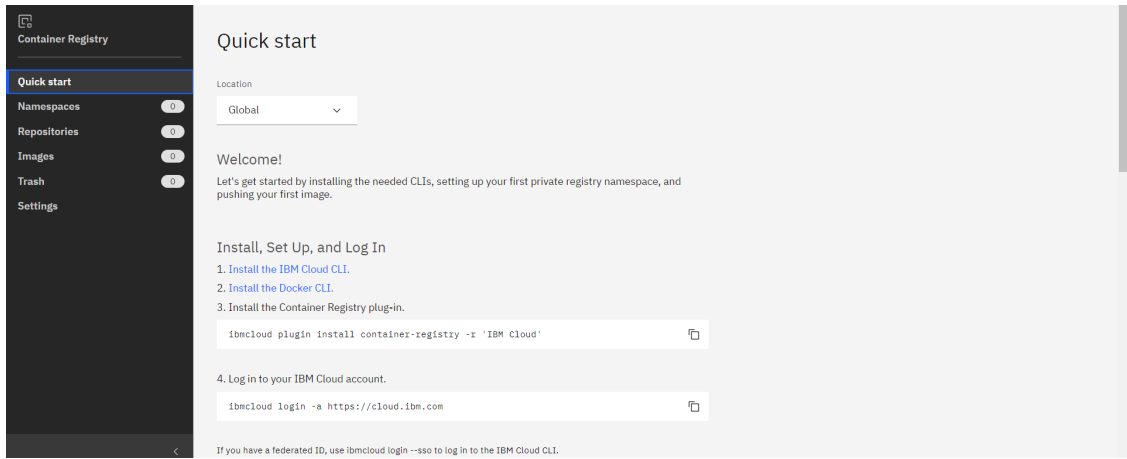 Container Registry
Quick start
Namespaces 0
Repositories 0
Images 0
Trash 0
Settings
Quick start
Location
Global
Welcome!
Let's get started by installing the needed CLIs, setting up your first private registry namespace, and
pushing your first image.
Install, Set Up, and Log In
1. Install the IBM Cloud CLI.
2. Install the Docker CLI.
3. Install the Container Registry plug-in.
ibmcloud plugin install container-registry -r 'IBM Cloud'
4. Log in to your IBM Cloud account.
ibmcloud login -a https://cloud.ibm.com
If you have a federated ID, use ibmcloud login --sso to log in to the IBM Cloud CLI.